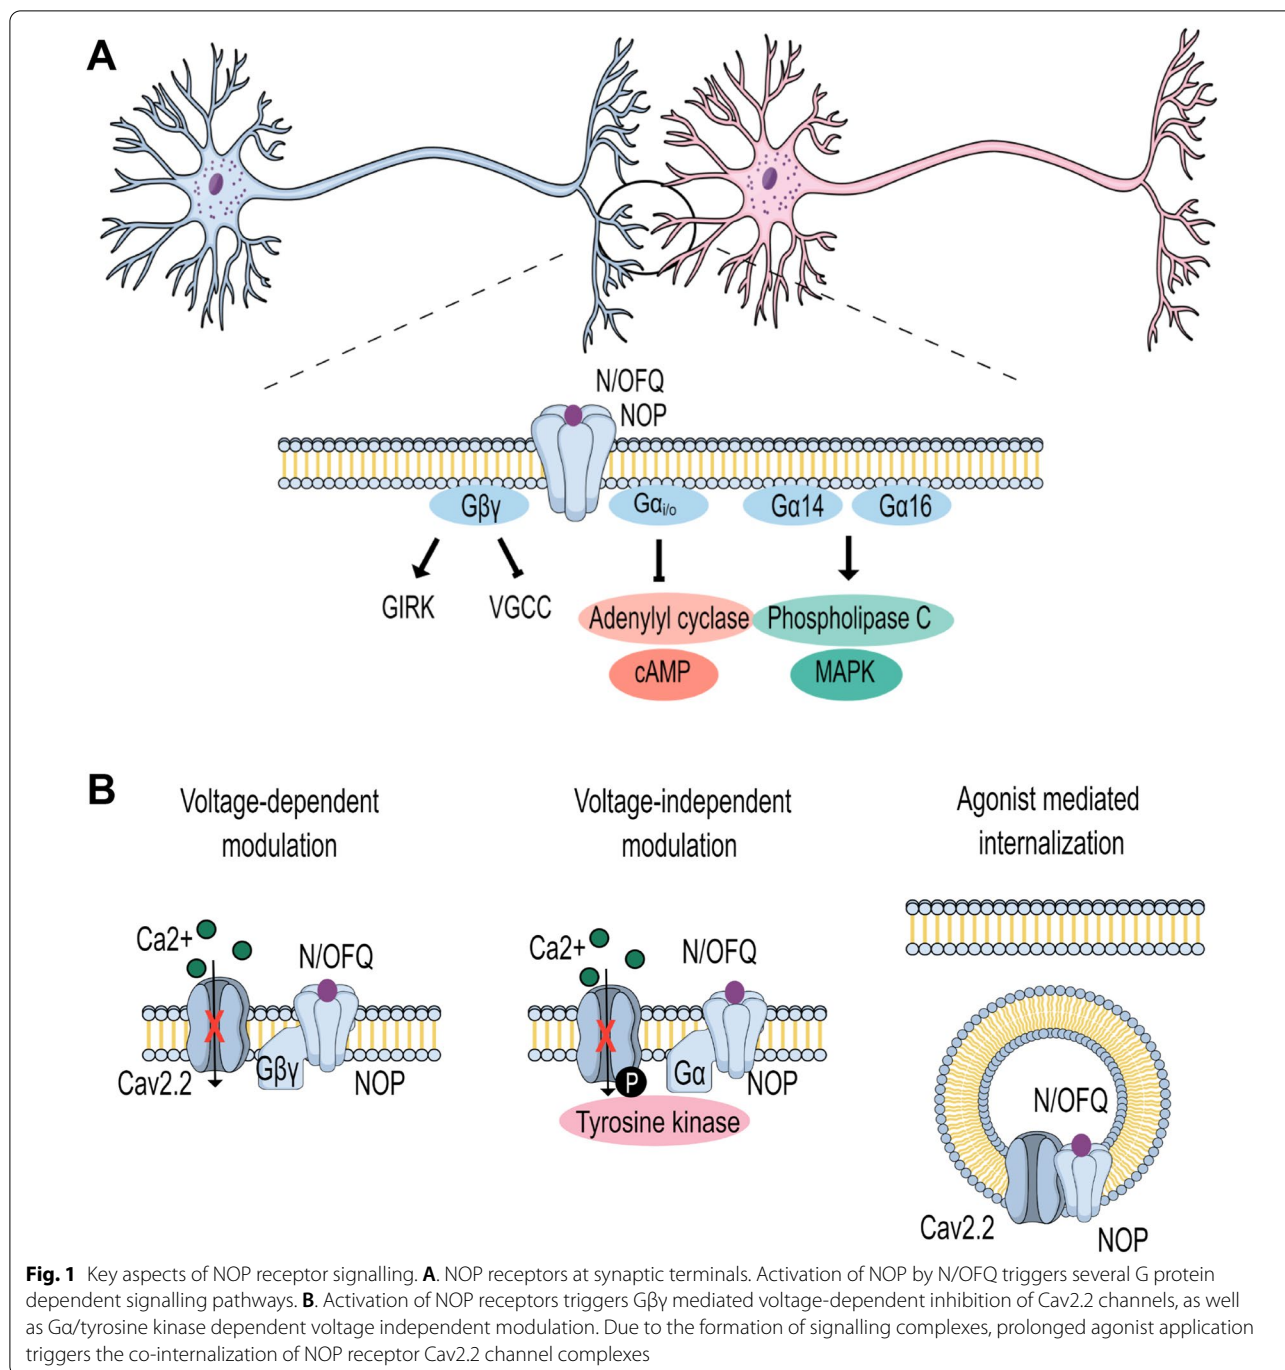 A
N/OFQ
NOP
Gβγ
Gαi/o
Gα14
Gα16
GIRK
VGCC
Adenylyl cyclase
Phospholipase C
cAMP
MAPK
B
Voltage-dependent
modulation
Voltage-independent
modulation
Agonist mediated
internalization
Ca2+
N/OFQ
Gβγ
Cav2.2
NOP
Ca2+
N/OFQ
Gα
P
NOP
Tyrosine kinase
N/OFQ
Cav2.2
NOP
Fig. 1 Key aspects of NOP receptor signalling. A. NOP receptors at synaptic terminals. Activation of NOP by N/OFQ triggers several G protein
dependent signalling pathways. B. Activation of NOP receptors triggers Gβγ mediated voltage-dependent inhibition of Cav2.2 channels, as well
as Gα/tyrosine kinase dependent voltage independent modulation. Due to the formation of signalling complexes, prolonged agonist application
triggers the co-internalization of NOP receptor Cav2.2 channel complexes